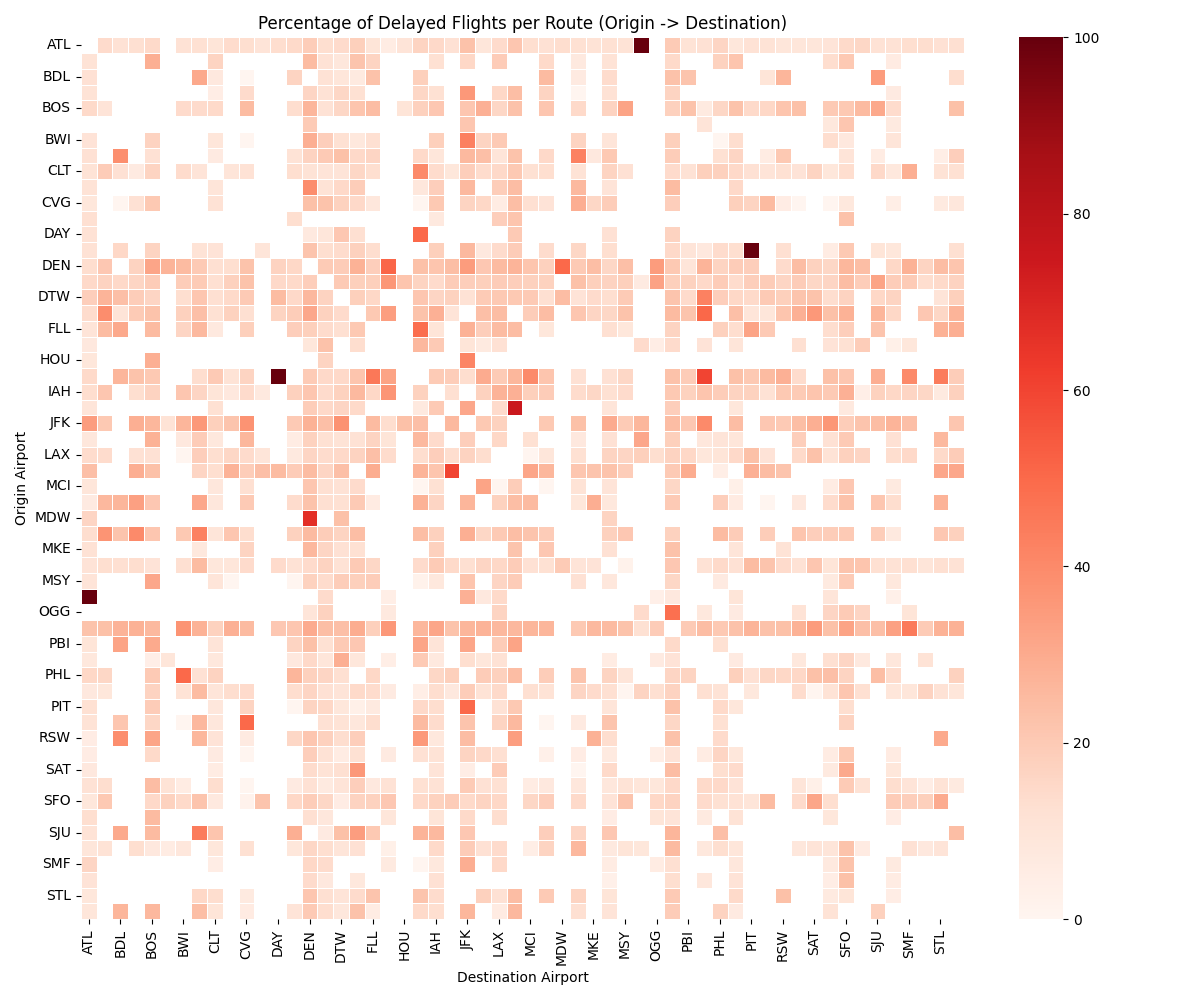 Percentage of Delayed Flights per Route (Origin -> Destination)
ATL
BDL
BOS
BWI
CLT
CVG
DAY
DEN
DTW
FLL
HOU
IAH
JFK
LAX
MCI
MDW
MKE
MSY
OGG
PBI
PHL
PIT
RSW
SAT
SFO
SJU
SMF
STL
Origin Airport
ATL
BDL
BOS
BWI
CLT
CVG
DAY
DEN
DTW
FLL
HOU
IAH
JFK
LAX
MCI
MDW
MKE
MSY
OGG
PBI
PHL
PIT
RSW
SAT
SFO
SJU
SMF
STL
Destination Airport
100
80
60
40
20
0